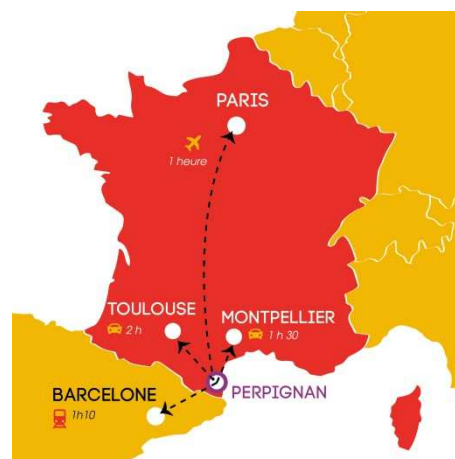 PARIS
1 heure
TOULOUSE
2 h
MONTPELLIER
1 h 30
BARCELONE
1h10
PERPIGNAN